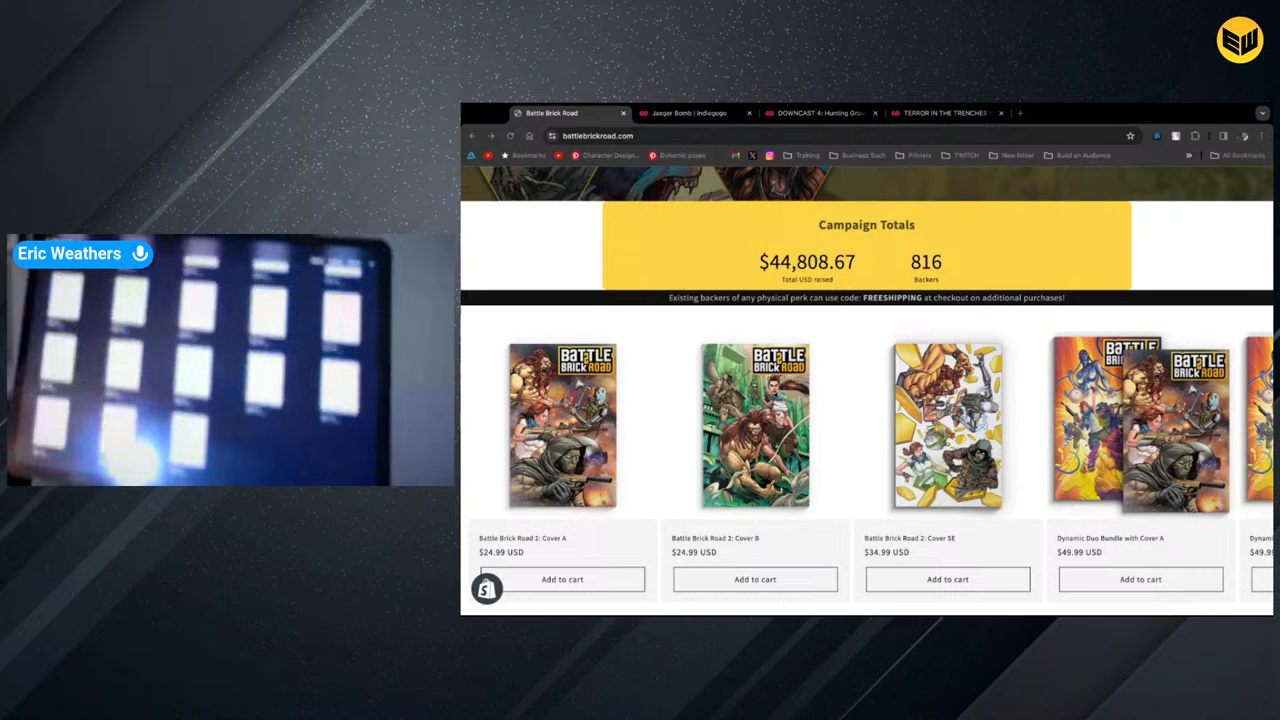 EW
Eric Weathers
Battle Brick Road
Jaeger Bomb | Indiegogo
DOWNCAST 4: Hunting Grou
TERROR IN THE TRENCHES
battlebrickroad.com
Bookmarks
Character Design...
Dynamic poses
Training
Business Such
Printers
TWITCH
New folder
Build an Audience
All Bookmarks
Campaign Totals
$44,808.67
816
Total USD raised
Backers
Existing backers of any physical perk can use code: FREESHIPPING at checkout on additional purchases!
BATTLE
BRICK ROAD
BATTLE
BRICK ROAD
BATTLE
BRICK
BATTLE
BRICK ROAD
Battle Brick Road 2: Cover A
$24.99 USD
Add to cart
Battle Brick Road 2: Cover B
$24.99 USD
Add to cart
Battle Brick Road 2: Cover SE
$34.99 USD
Add to cart
Dynamic Duo Bundle with Cover A
$49.99 USD
Add to cart
Dynami
$49.9